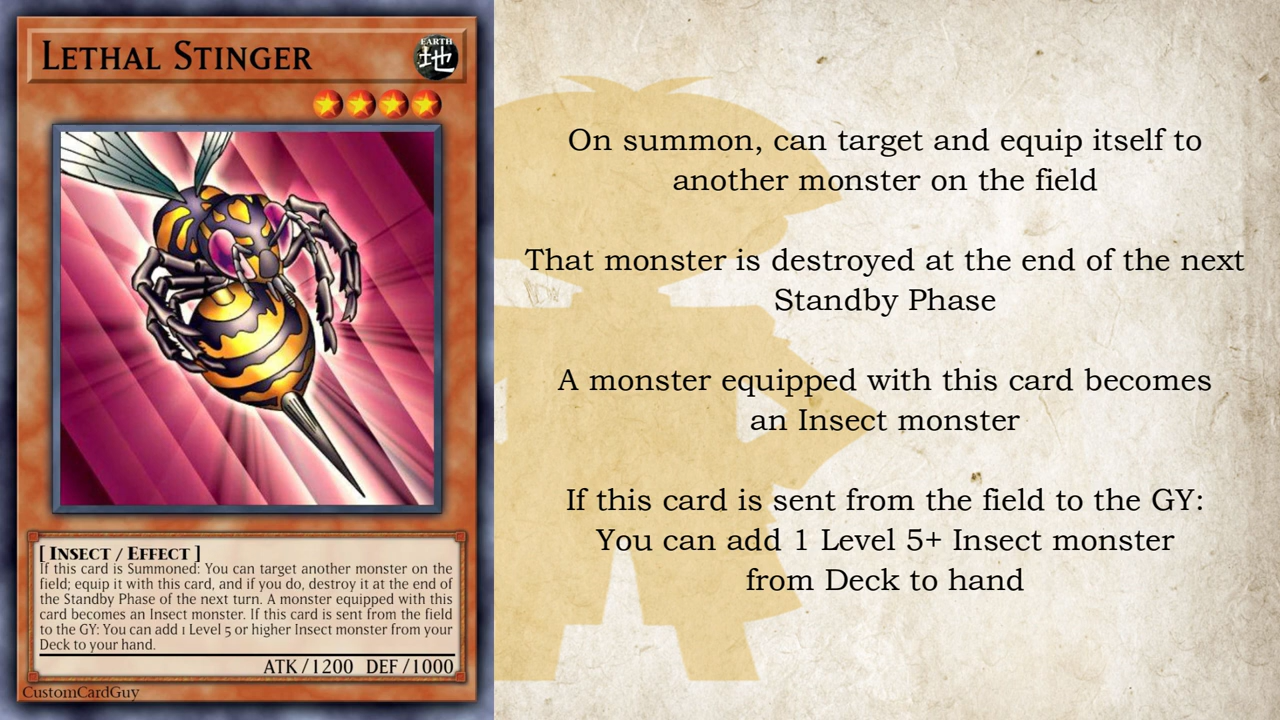 LETHAL STINGER
EARTH
地
[ INSECT / EFFECT ]
If this card is Summoned: You can target another monster on the
field; equip it with this card, and if you do, destroy it at the end of
the Standby Phase of the next turn. A monster equipped with this
card becomes an Insect monster. If this card is sent from the field
to the GY: You can add 1 Level 5 or higher Insect monster from your
Deck to your hand.
ATK / 1200 DEF / 1000
CustomCardGuy
On summon, can target and equip itself to
another monster on the field
That monster is destroyed at the end of the next
Standby Phase
A monster equipped with this card becomes
an Insect monster
If this card is sent from the field to the GY:
You can add 1 Level 5+ Insect monster
from Deck to hand